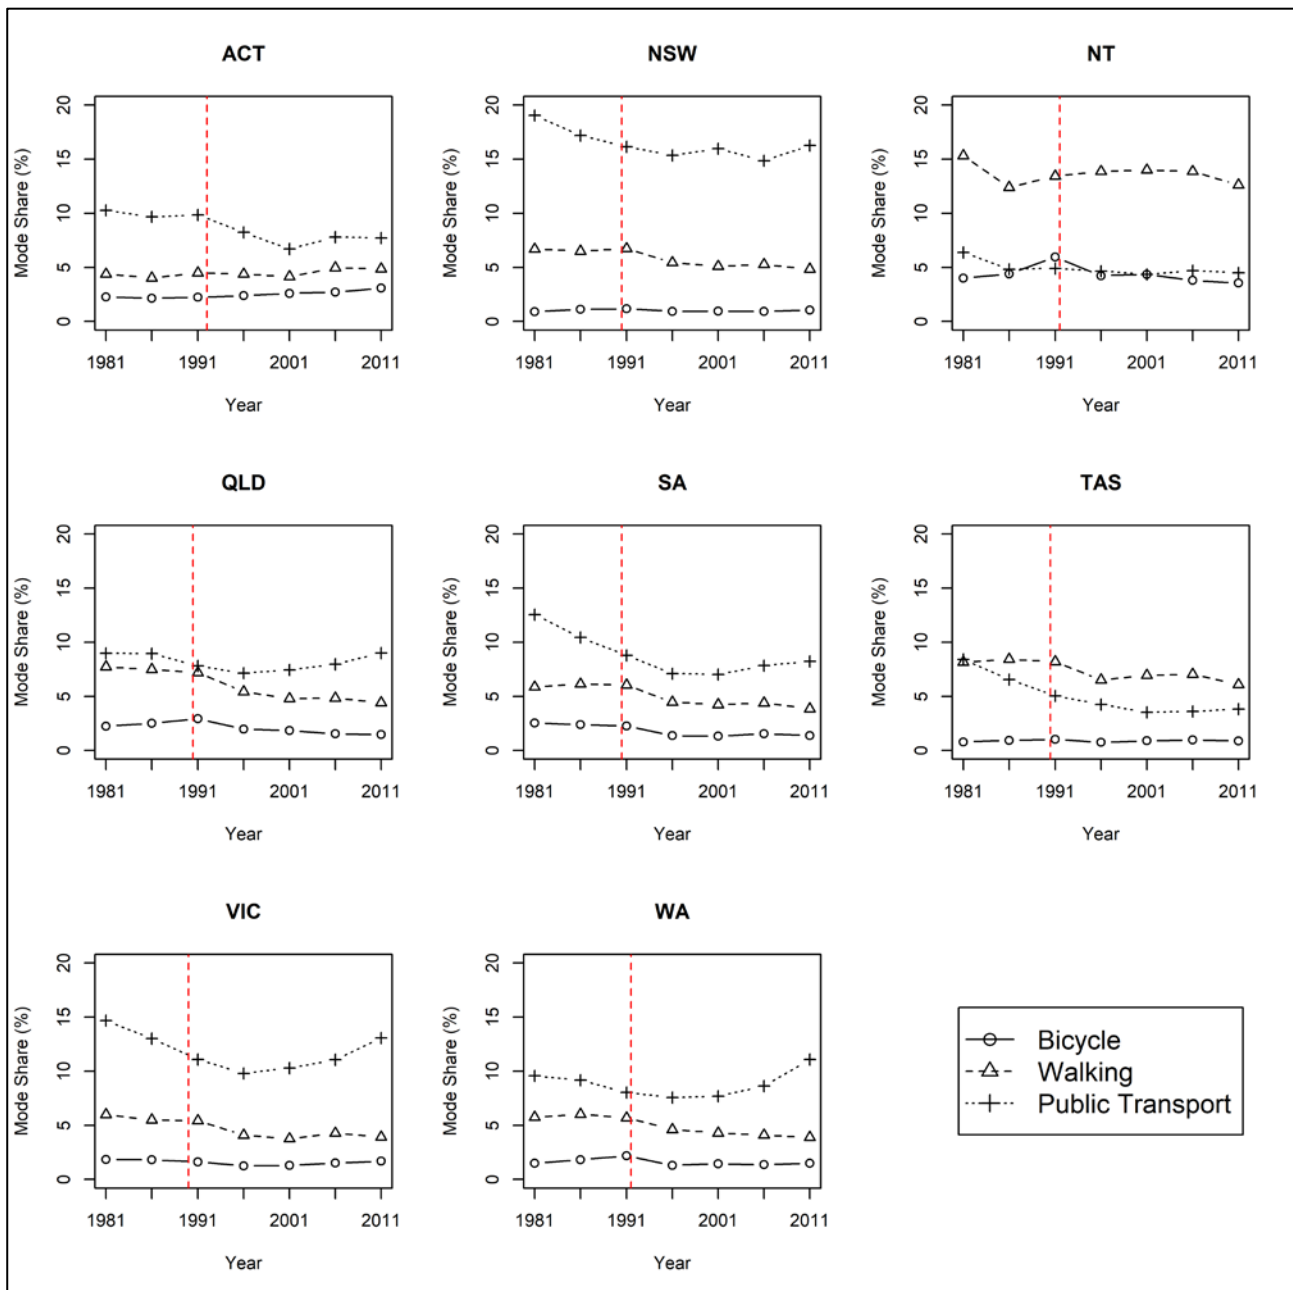 ACT
NSW
NT
Mode Share (%)
0 5 10 15 20
1981 1991 2001 2011
Year
Mode Share (%)
0 5 10 15 20
1981 1991 2001 2011
Year
Mode Share (%)
0 5 10 15 20
1981 1991 2001 2011
Year
QLD
SA
TAS
Mode Share (%)
0 5 10 15 20
1981 1991 2001 2011
Year
Mode Share (%)
0 5 10 15 20
1981 1991 2001 2011
Year
Mode Share (%)
0 5 10 15 20
1981 1991 2001 2011
Year
VIC
WA
Mode Share (%)
0 5 10 15 20
1981 1991 2001 2011
Year
Mode Share (%)
0 5 10 15 20
1981 1991 2001 2011
Year
Bicycle
Walking
Public Transport